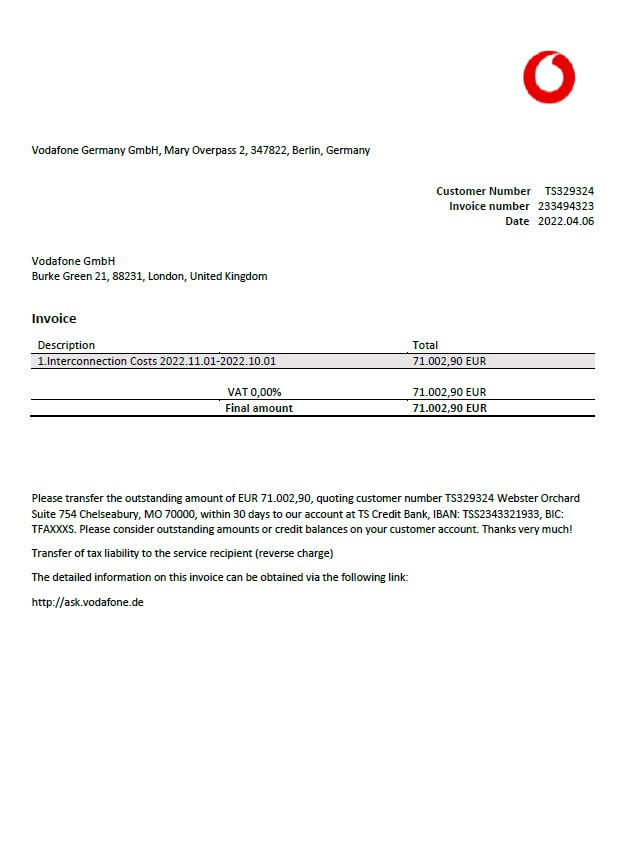 Vodafone Germany GmbH, Mary Overpass 2, 347822, Berlin, Germany
Customer Number TS329324
Invoice number 233494323
Date 2022.04.06
Vodafone GmbH
Burke Green 21, 88231, London, United Kingdom
Invoice
Description Total
1.Interconnection Costs 2022.11.01-2022.10.01 71.002,90 EUR
VAT 0,00% 71.002,90 EUR
Final amount 71.002,90 EUR
Please transfer the outstanding amount of EUR 71.002,90, quoting customer number TS329324 Webster Orchard
Suite 754 Chelseabury, MO 70000, within 30 days to our account at TS Credit Bank, IBAN: TSS2343321933, BIC:
TFAXXXS. Please consider outstanding amounts or credit balances on your customer account. Thanks very much!
Transfer of tax liability to the service recipient (reverse charge)
The detailed information on this invoice can be obtained via the following link:
http://ask.vodafone.de